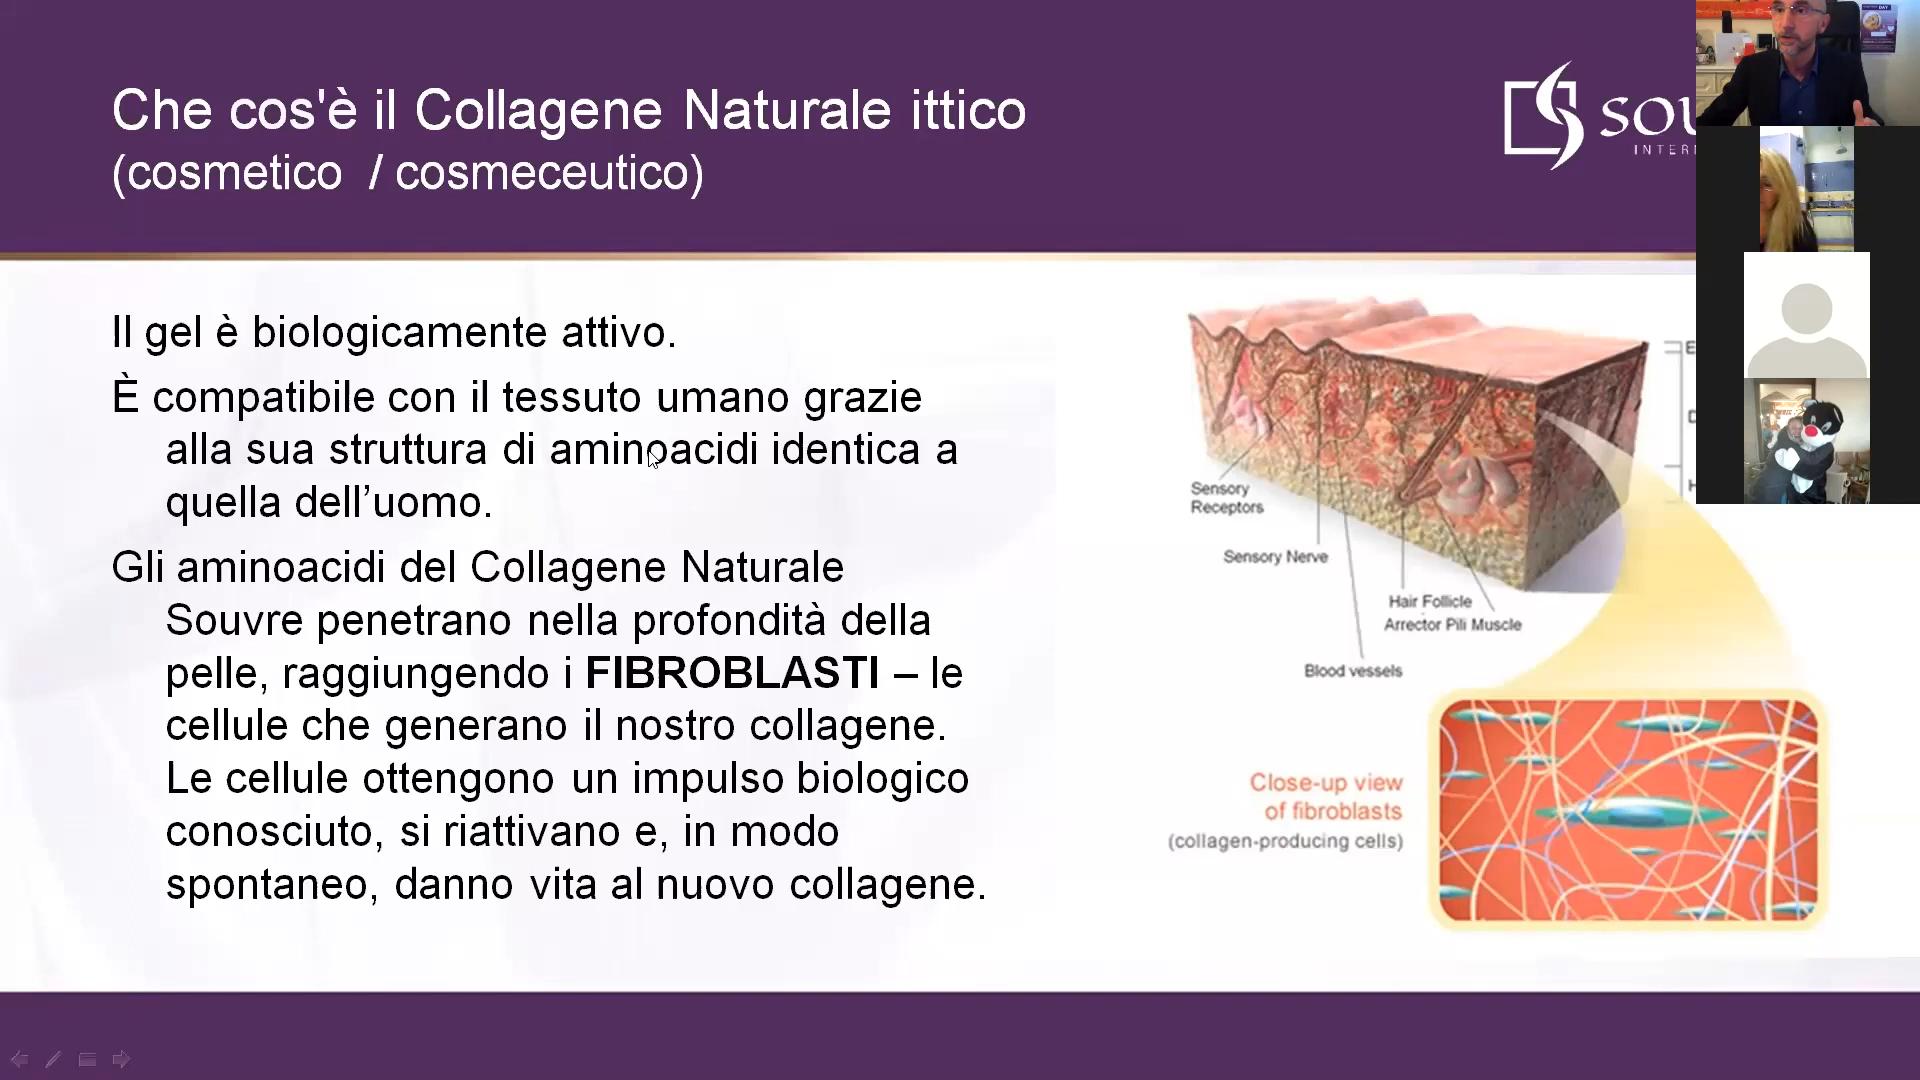 Che cos'è il Collagene Naturale ittico
(cosmetico / cosmeceutico)
Il gel è biologicamente attivo.
È compatibile con il tessuto umano grazie
alla sua struttura di aminoacidi identica a
quella dell’uomo.
Gli aminoacidi del Collagene Naturale
Souvre penetrano nella profondità della
pelle, raggiungendo i FIBROBLASTI – le
cellule che generano il nostro collagene.
Le cellule ottengono un impulso biologico
conosciuto, si riattivano e, in modo
spontaneo, danno vita al nuovo collagene.
Sensory
Receptors
Sensory Nerve
Hair Follicle
Arrector Pili Muscle
Blood vessels
Close-up view
of fibroblasts
(collagen-producing cells)
DAY